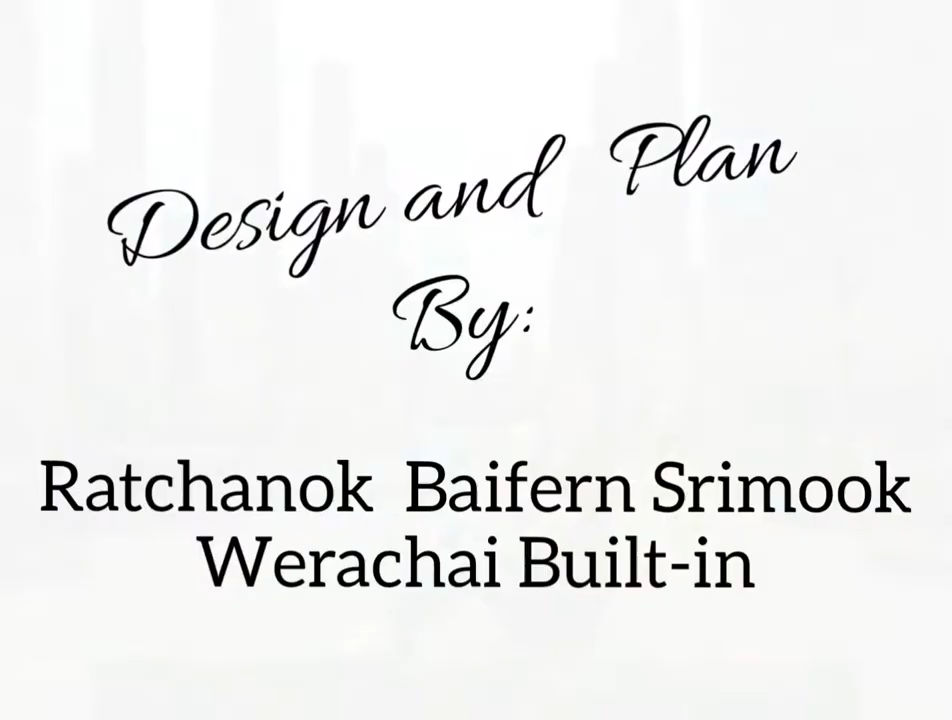 Design and Plan
By:
Ratchanok Baifern Srimook
Werachai Built-in